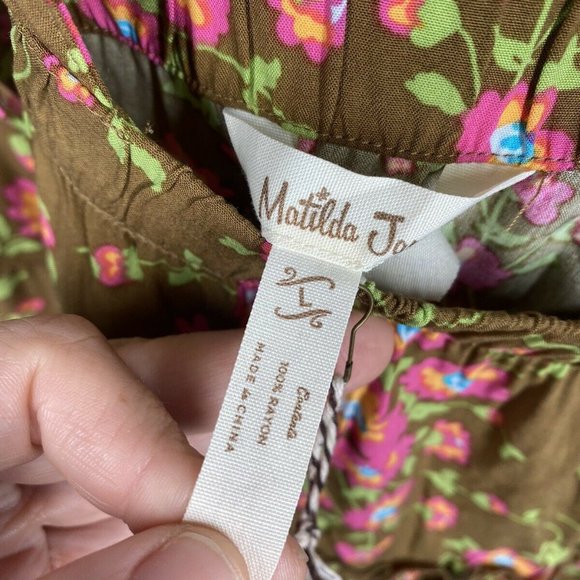 Matilda Ja
L
100% RAYON
MADE in CHINA